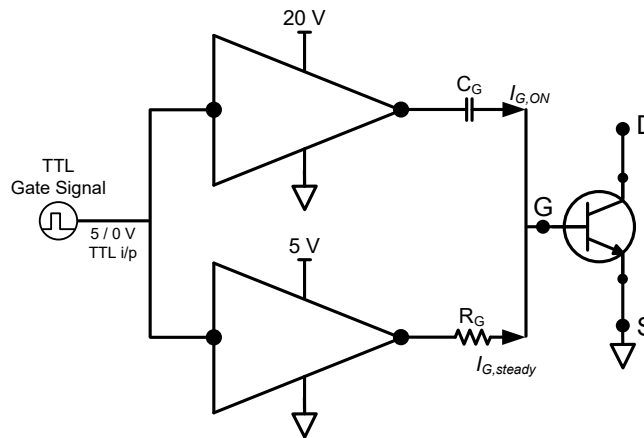 20 V
C_G
I_G,ON
D
TTL
Gate Signal
5 / 0 V
TTL i/p
G
5 V
R_G
I_G,steady
S